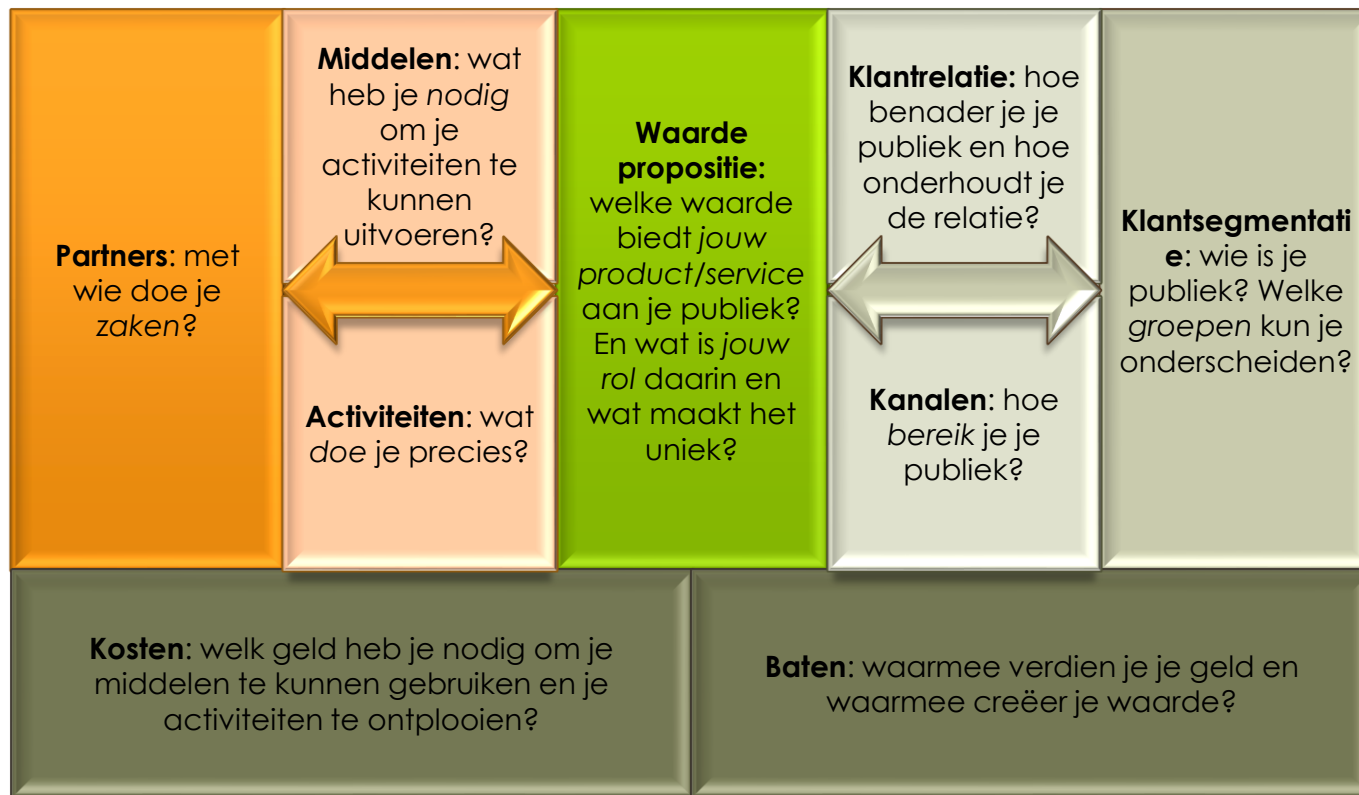 Partners: met
wie doe je
zaken?
Middelen: wat
heb je nodig
om je
activiteiten te
kunnen
uitvoeren?
Activiteiten: wat
doe je precies?
Waarde
propositie:
welke waarde
biedt jouw
product/service
aan je publiek?
En wat is jouw
rol daarin en
wat maakt het
uniek?
Klantrelatie: hoe
benader je je
publiek en hoe
onderhoudt je
de relatie?
Kanalen: hoe
bereik je je
publiek?
Klantsegmentati
e: wie is je
publiek? Welke
groepen kun je
onderscheiden?
Kosten: welk geld heb je nodig om je
middelen te kunnen gebruiken en je
activiteiten te ontplooien?
Baten: waarmee verdien je je geld en
waarmee creëer je waarde?